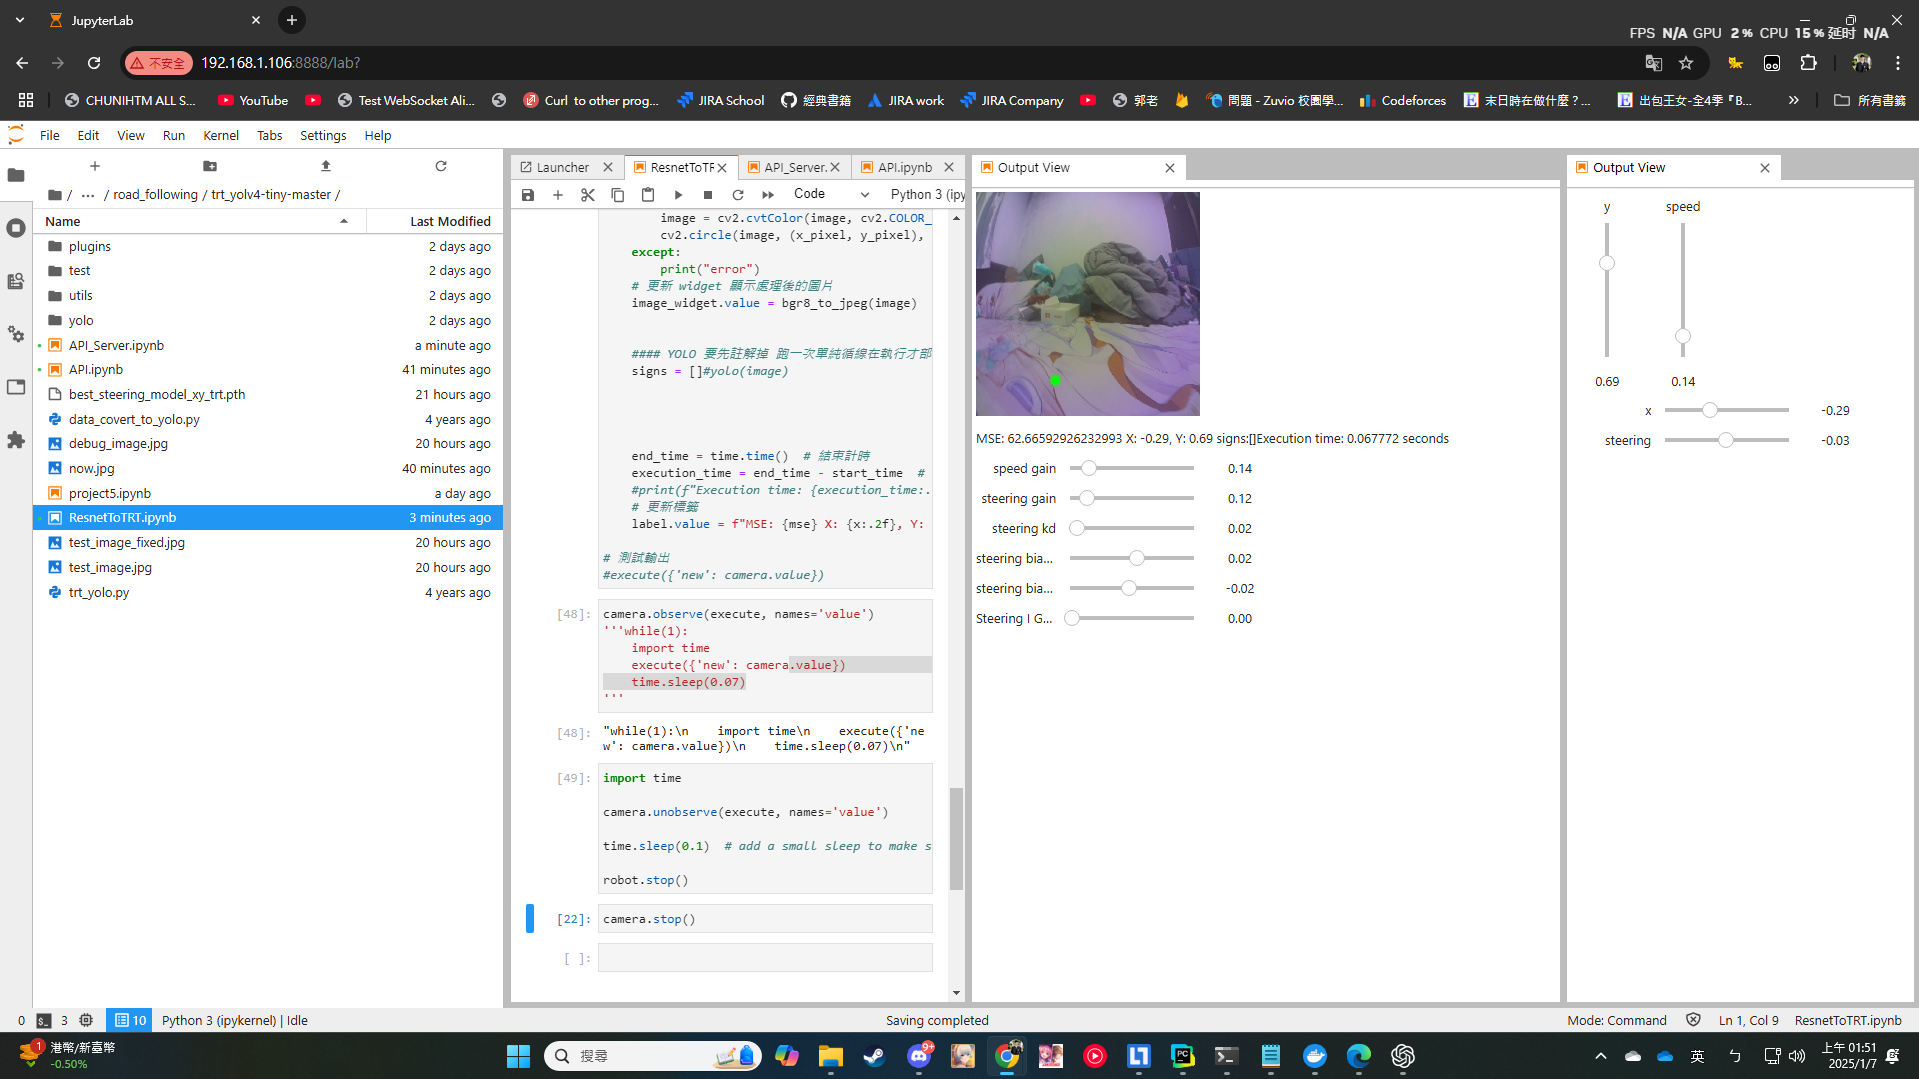 JupyterLab
FPS N/A GPU 2 % CPU 15 % 延时 N/A
不安全 192.168.1.106:8888/lab?
CHUNIHTM ALL S...
YouTube
Test WebSocket Ali...
Curl to other prog...
JIRA School
經典書籍
JIRA work
JIRA Company
郭老
問題 - Zuvio 校園學...
Codeforces
末日時在做什麼？...
出包王女-全4季『B...
所有書籤
File Edit View Run Kernel Tabs Settings Help
/ ··· / road_following / trt_yolv4-tiny-master /
Name Last Modified
plugins 2 days ago
test 2 days ago
utils 2 days ago
yolo 2 days ago
API_Server.ipynb a minute ago
API.ipynb 41 minutes ago
best_steering_model_xy_trt.pth 21 hours ago
data_covert_to_yolo.py 4 years ago
debug_image.jpg 20 hours ago
now.jpg 40 minutes ago
project5.ipynb a day ago
ResnetToTRT.ipynb 3 minutes ago
test_image_fixed.jpg 20 hours ago
test_image.jpg 20 hours ago
trt_yolo.py 4 years ago
Launcher
ResnetToTF
API_Server.
API.ipynb
Code
Python 3 (ipy
image = cv2.cvtColor(image, cv2.COLOR_
cv2.circle(image, (x_pixel, y_pixel),
except:
print("error")
# 更新 widget 顯示處理後的圖片
image_widget.value = bgr8_to_jpeg(image)
#### YOLO 要先註解掉 跑一次單純循線在執行才部
signs = []#yolo(image)
end_time = time.time()  # 結束計時
execution_time = end_time - start_time  #
#print(f"Execution time: {execution_time:.
# 更新標籤
label.value = f"MSE: {mse} X: {x:.2f}, Y:
# 測試輸出
#execute({'new': camera.value})
[48]: camera.observe(execute, names='value')
'''while(1):
import time
execute({'new': camera.value})
time.sleep(0.07)
'''
[48]: "while(1):\n    import time\n    execute({'ne
w': camera.value})\n    time.sleep(0.07)\n"
[49]: import time
camera.unobserve(execute, names='value')
time.sleep(0.1)  # add a small sleep to make s
robot.stop()
[22]: camera.stop()
[ ]:
Output View
MSE: 62.66592926232993 X: -0.29, Y: 0.69 signs:[]Execution time: 0.067772 seconds
speed gain 0.14
steering gain 0.12
steering kd 0.02
steering bia... 0.02
steering bia... -0.02
Steering I G... 0.00
Output View
y speed
0.69 0.14
x -0.29
steering -0.03
0 3 10 Python 3 (ipykernel) | Idle
Saving completed
Mode: Command
Ln 1, Col 9 ResnetToTRT.ipynb
1
港幣/新臺幣
-0.50%
搜尋
9+
英
上午 01:51
2025/1/7